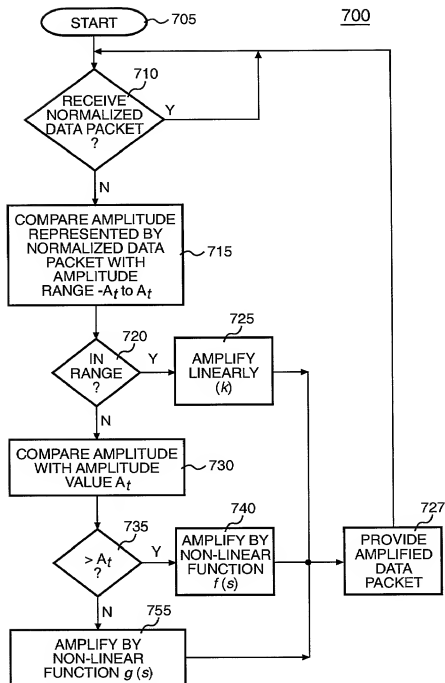 START
705
700
710
RECEIVE
NORMALIZED
DATA PACKET
?
Y
N
COMPARE AMPLITUDE
REPRESENTED BY
NORMALIZED DATA
PACKET WITH
AMPLITUDE
RANGE -At to At
715
720
IN
RANGE
?
Y
N
725
AMPLIFY
LINEARLY
(k)
COMPARE AMPLITUDE
WITH AMPLITUDE
VALUE At
730
735
> At
?
Y
N
740
AMPLIFY BY
NON-LINEAR
FUNCTION
f (s)
727
PROVIDE
AMPLIFIED
DATA
PACKET
755
AMPLIFY BY
NON-LINEAR
FUNCTION g (s)